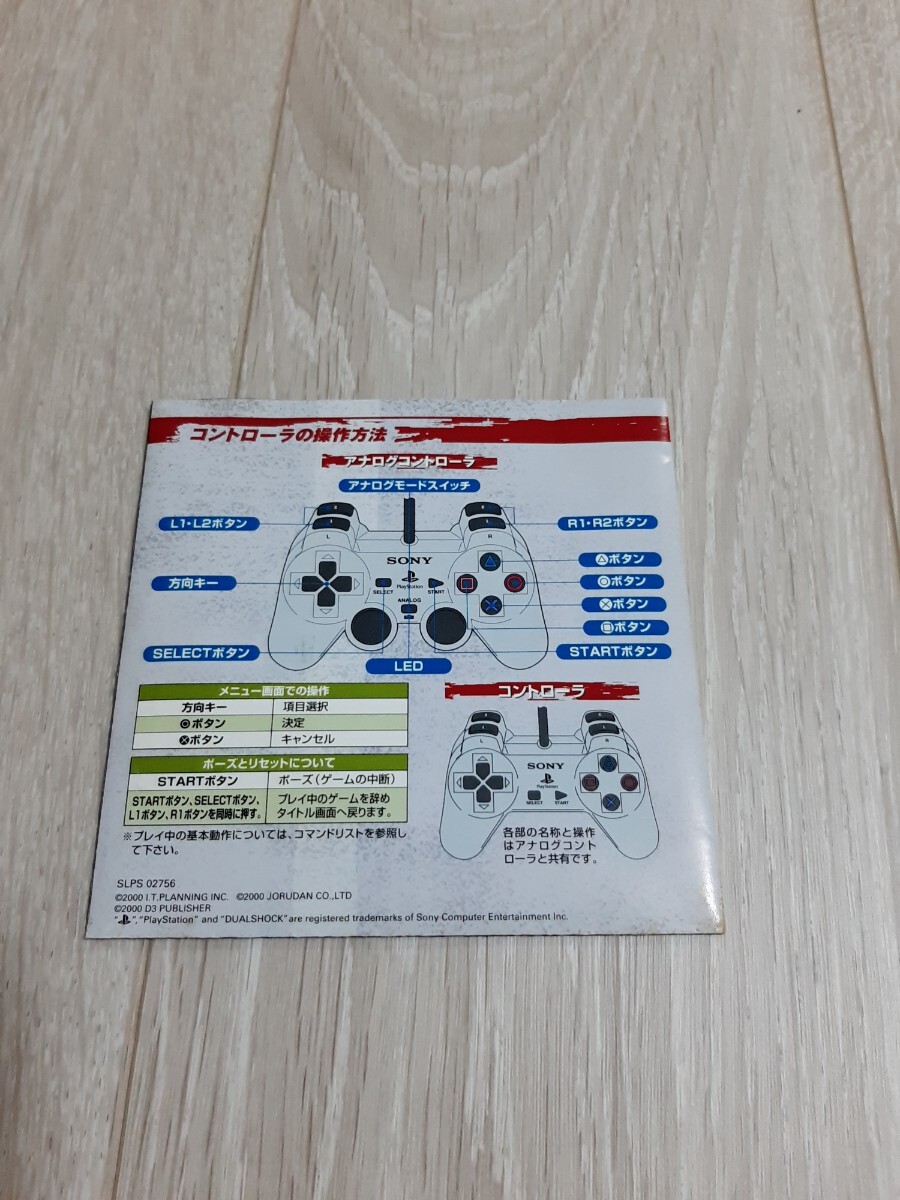 コントローラの操作方法
アナログコントローラ
アナログモードスイッチ
L1・L2ボタン
R1・R2ボタン
L
R
SONY
△ボタン
○ボタン
方向キー
PlayStation
SELECT
START
ANALOG
×ボタン
□ボタン
SELECTボタン
LED
STARTボタン
メニュー画面での操作
方向キー 項目選択
○ボタン 決定
×ボタン キャンセル
ポーズとリセットについて
STARTボタン ポーズ(ゲームの中断)
STARTボタン、SELECTボタン、
L1ボタン、R1ボタンを同時に押す。
プレイ中のゲームを辞め
タイトル画面へ戻ります。
※プレイ中の基本動作については、コマンドリストを参照し
て下さい。
コントローラ
L
R
SONY
PlayStation
SELECT
START
各部の名称と操作
はアナログコント
ローラと共有です。
SLPS 02756
©2000 I.T.PLANNING INC. ©2000 JORUDAN CO.,LTD
©2000 D3 PUBLISHER
" ", "PlayStation" and "DUALSHOCK" are registered trademarks of Sony Computer Entertainment Inc.